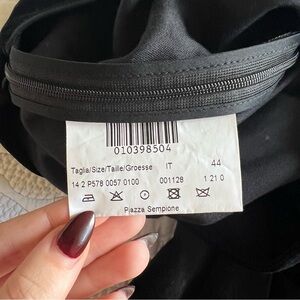 010398504
Taglia/Size/Taille/Groesse IT 44
14 2 P578 0057 0100 001128 1 21 0
Piazza Sempione